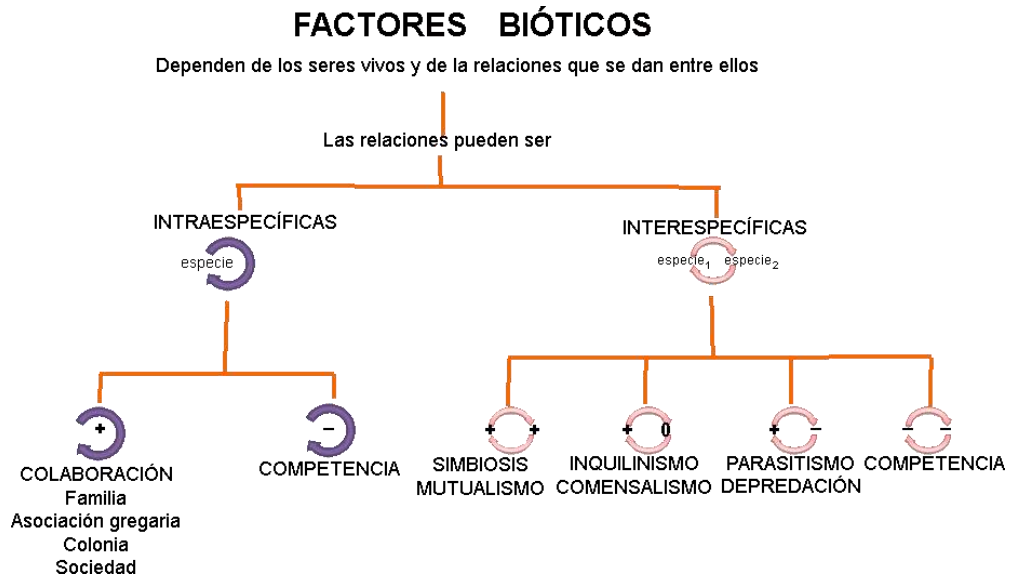 FACTORES BIÓTICOS
Dependen de los seres vivos y de la relaciones que se dan entre ellos
Las relaciones pueden ser
INTRAESPECÍFICAS
especie
INTERESPECÍFICAS
especie₁ especie₂
+
COLABORACIÓN
Familia
Asociación gregaria
Colonia
Sociedad
–
COMPETENCIA
+ +
SIMBIOSIS
MUTUALISMO
+ 0
INQUILINISMO
COMENSALISMO
+ –
PARASITISMO
DEPREDACIÓN
– –
COMPETENCIA